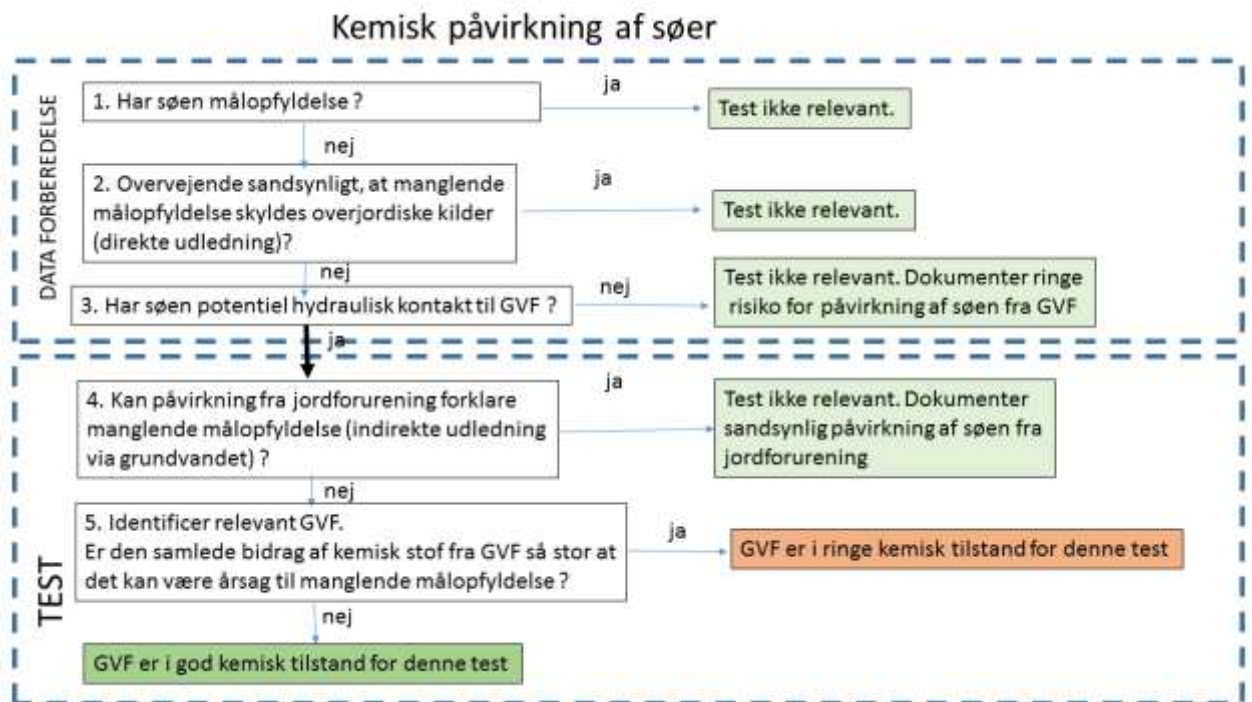 Kemisk påvirkning af søer
DATA FORBEREDELSE
1. Har søen målopfyldelse ?
ja
Test ikke relevant.
nej
2. Overvejende sandsynligt, at manglende
målopfyldelse skyldes overjordiske kilder
(direkte udledning)?
ja
Test ikke relevant.
nej
3. Har søen potentiel hydraulisk kontakt til GVF ?
nej
Test ikke relevant. Dokumenter ringe
risiko for påvirkning af søen fra GVF
ja
TEST
4. Kan påvirkning fra jordforurening forklare
manglende målopfyldelse (indirekte udledning
via grundvandet) ?
ja
Test ikke relevant. Dokumenter
sandsynlig påvirkning af søen fra
jordforurening
nej
5. Identificer relevant GVF.
Er den samlede bidrag af kemisk stof fra GVF så stor at
det kan være årsag til manglende målopfyldelse ?
ja
GVF er i ringe kemisk tilstand for denne test
nej
GVF er i god kemisk tilstand for denne test